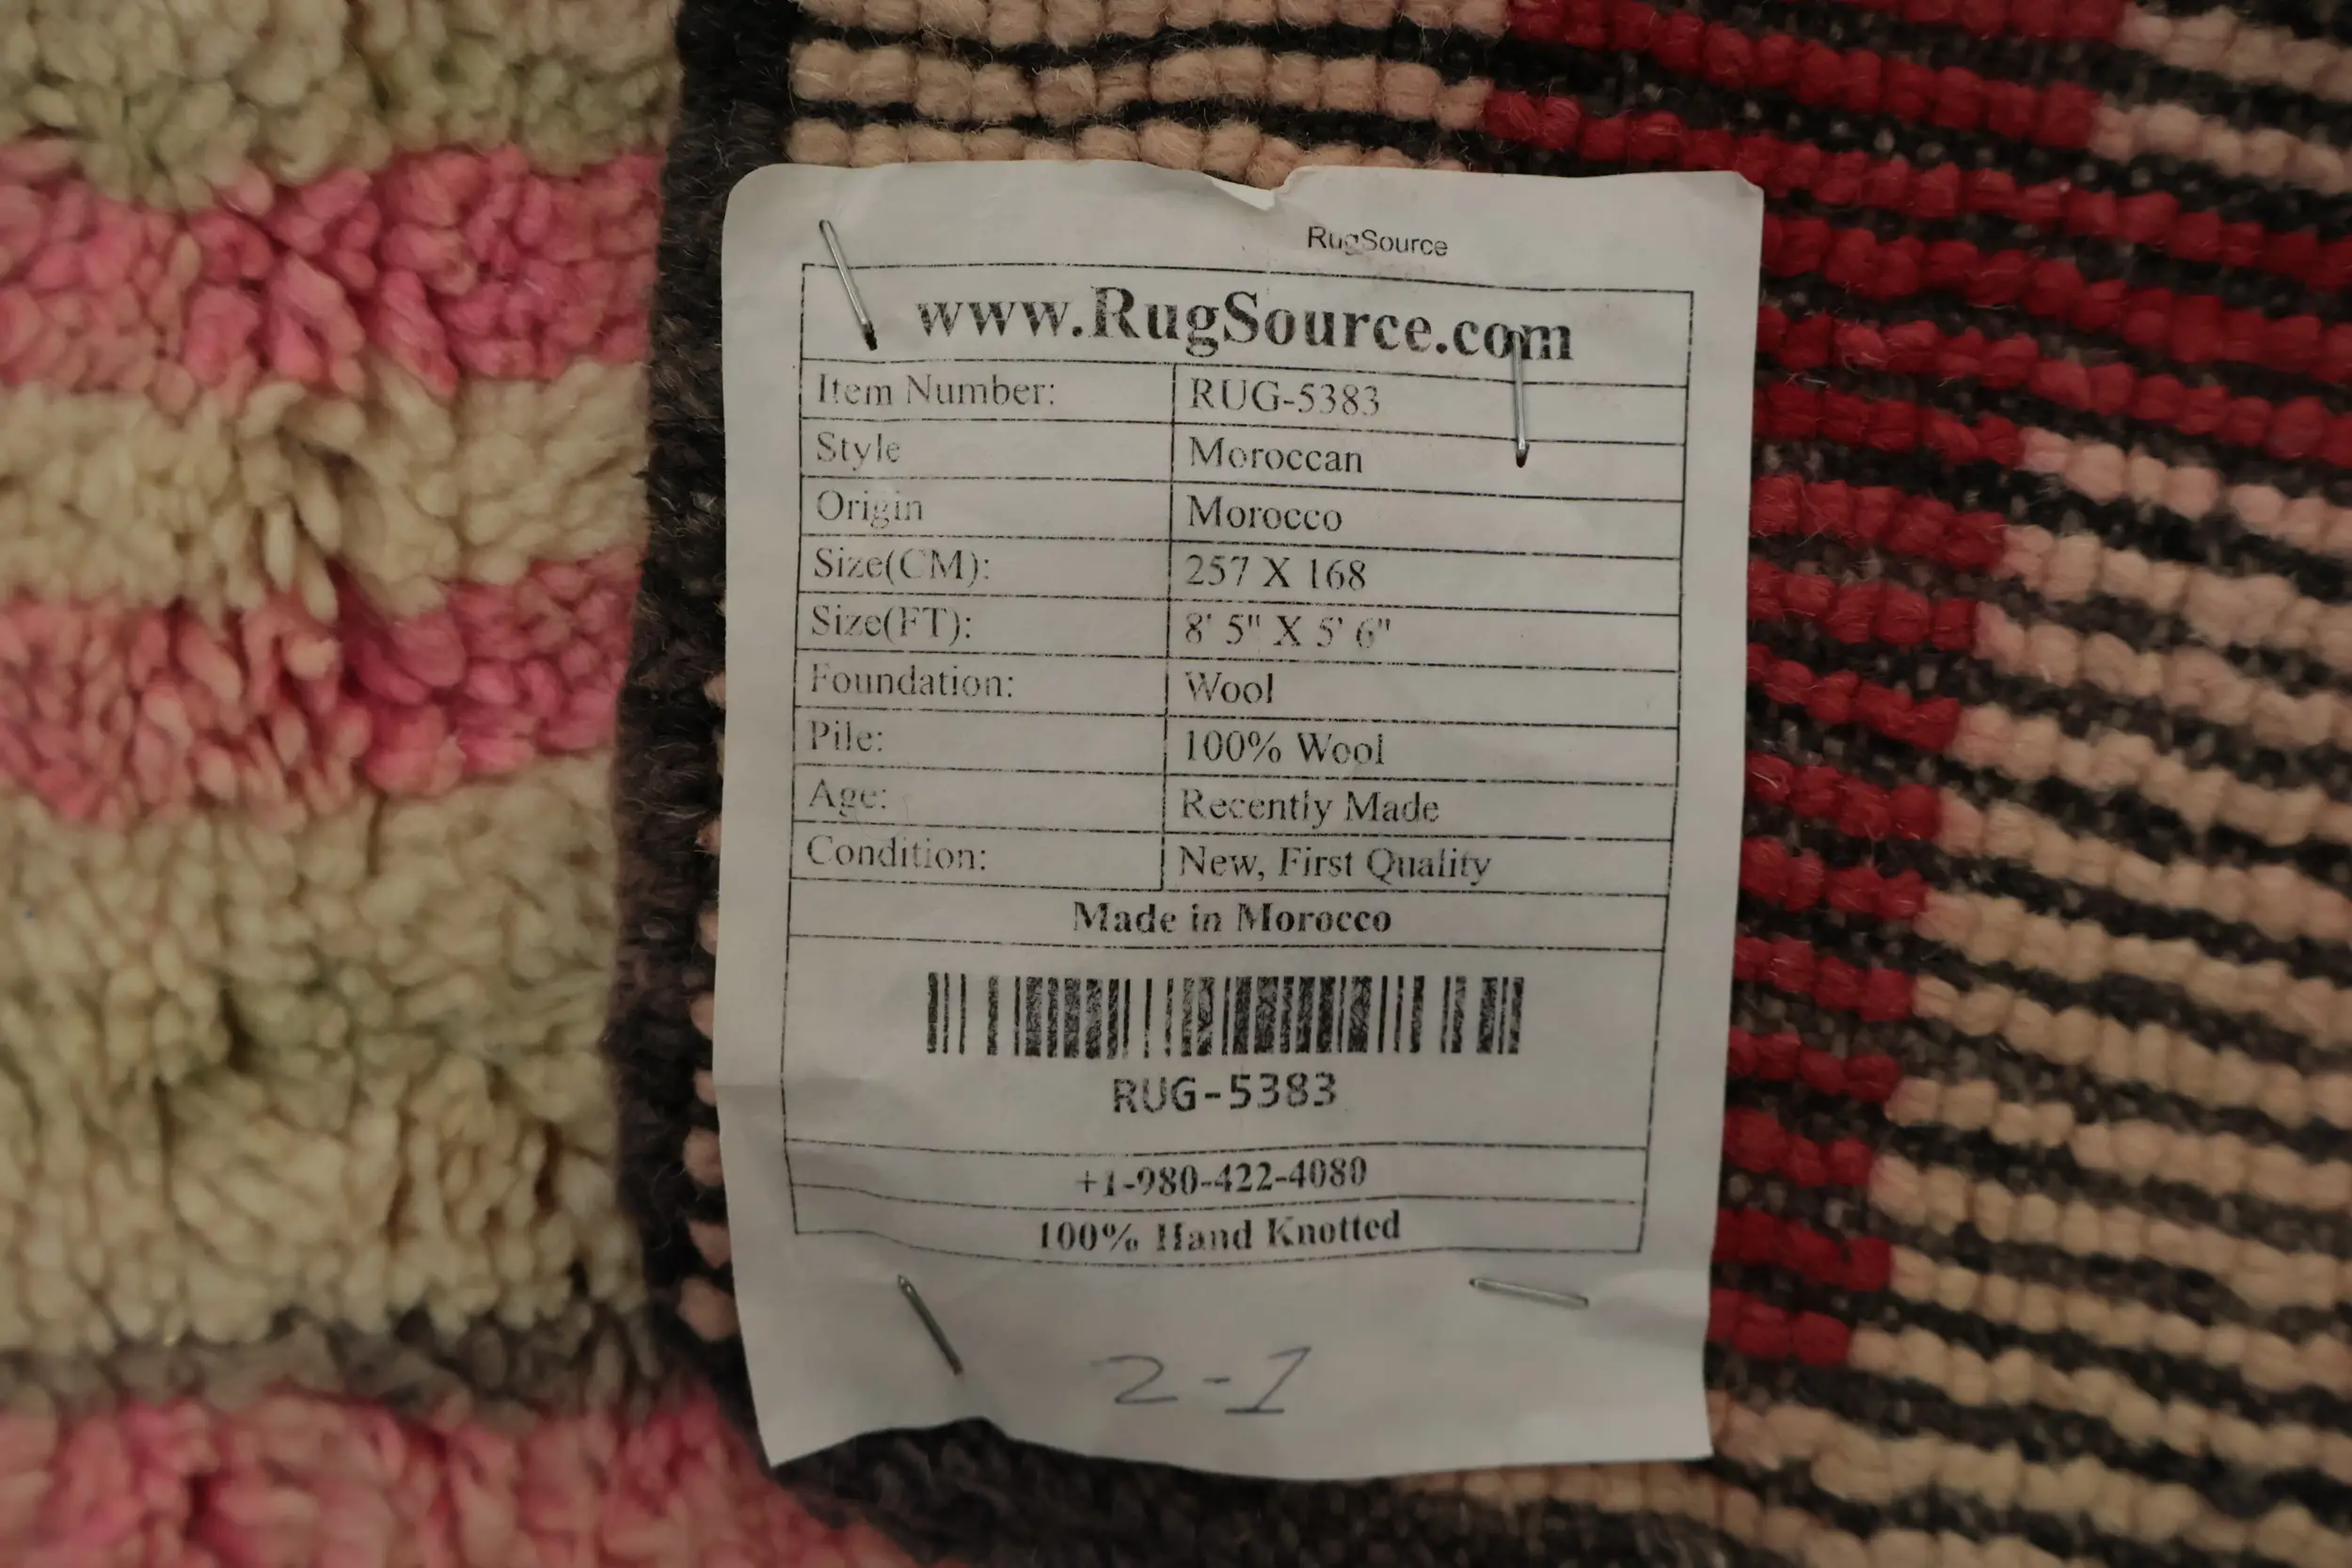 RugSource
www.RugSource.com
Item Number: RUG-5383
Style Moroccan
Origin Morocco
Size(CM): 257 X 168
Size(FT): 8' 5" X 5' 6"
Foundation: Wool
Pile: 100% Wool
Age: Recently Made
Condition: New, First Quality
Made in Morocco
RUG-5383
+1-980-422-4080
100% Hand Knotted
2-1